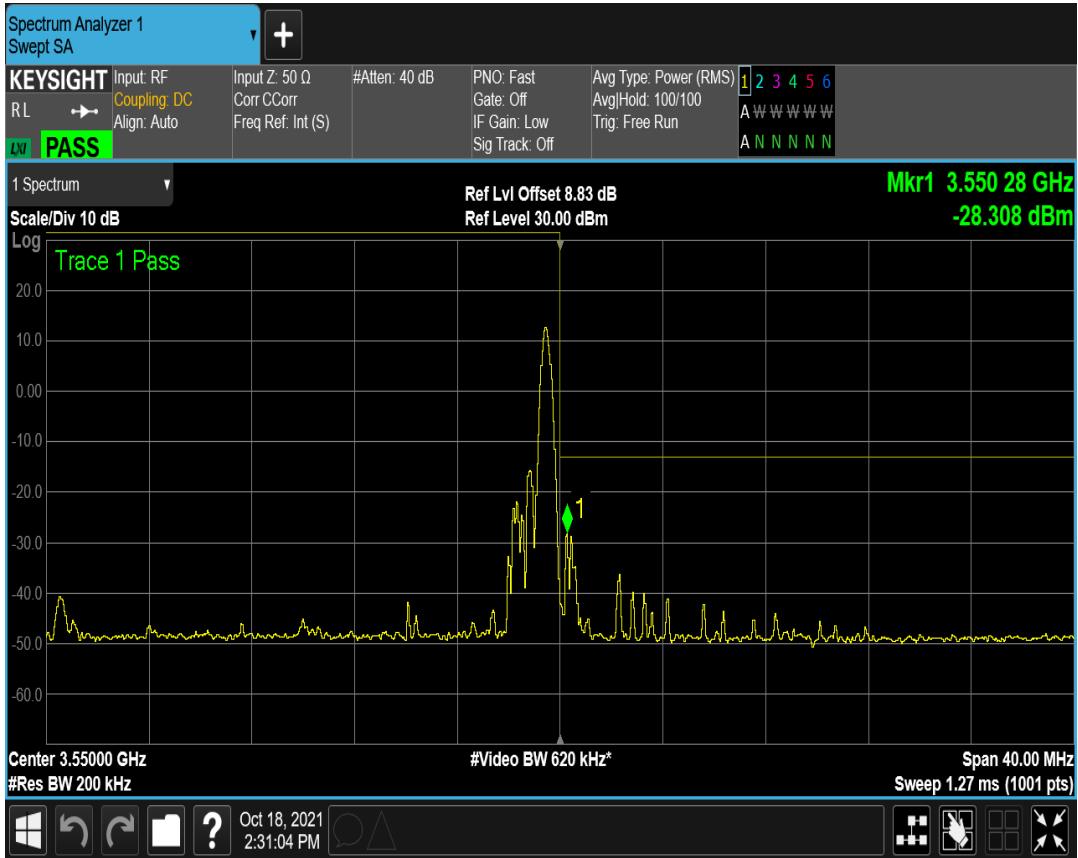 Spectrum Analyzer 1
Swept SA
+
KEYSIGHT
R L
LXI PASS
Input: RF
Coupling: DC
Align: Auto
Input Z: 50 Ω
Corr CCorr
Freq Ref: Int (S)
#Atten: 40 dB
PNO: Fast
Gate: Off
IF Gain: Low
Sig Track: Off
Avg Type: Power (RMS)
Avg|Hold: 100/100
Trig: Free Run
1 2 3 4 5 6
A W W W W W
A N N N N N
1 Spectrum
Scale/Div 10 dB
Ref Lvl Offset 8.83 dB
Ref Level 30.00 dBm
Mkr1 3.550 28 GHz
-28.308 dBm
Log
Trace 1 Pass
20.0
10.0
0.00
-10.0
-20.0
1
-30.0
-40.0
-50.0
-60.0
Center 3.55000 GHz
#Res BW 200 kHz
#Video BW 620 kHz*
Span 40.00 MHz
Sweep 1.27 ms (1001 pts)
?
Oct 18, 2021
2:31:04 PM